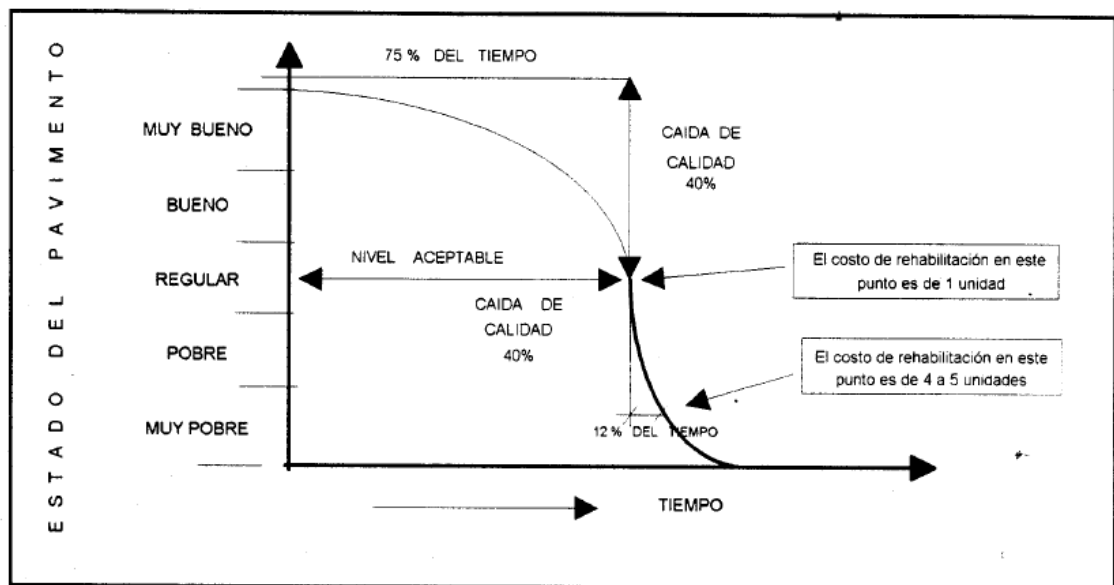 ESTADO DEL PAVIMENTO
75 % DEL TIEMPO
MUY BUENO
CAIDA DE
CALIDAD
40%
BUENO
NIVEL ACEPTABLE
REGULAR
El costo de rehabilitación en este
punto es de 1 unidad
CAIDA DE
CALIDAD
40%
POBRE
El costo de rehabilitación en este
punto es de 4 a 5 unidades
MUY POBRE
12 % DEL TIEMPO
TIEMPO